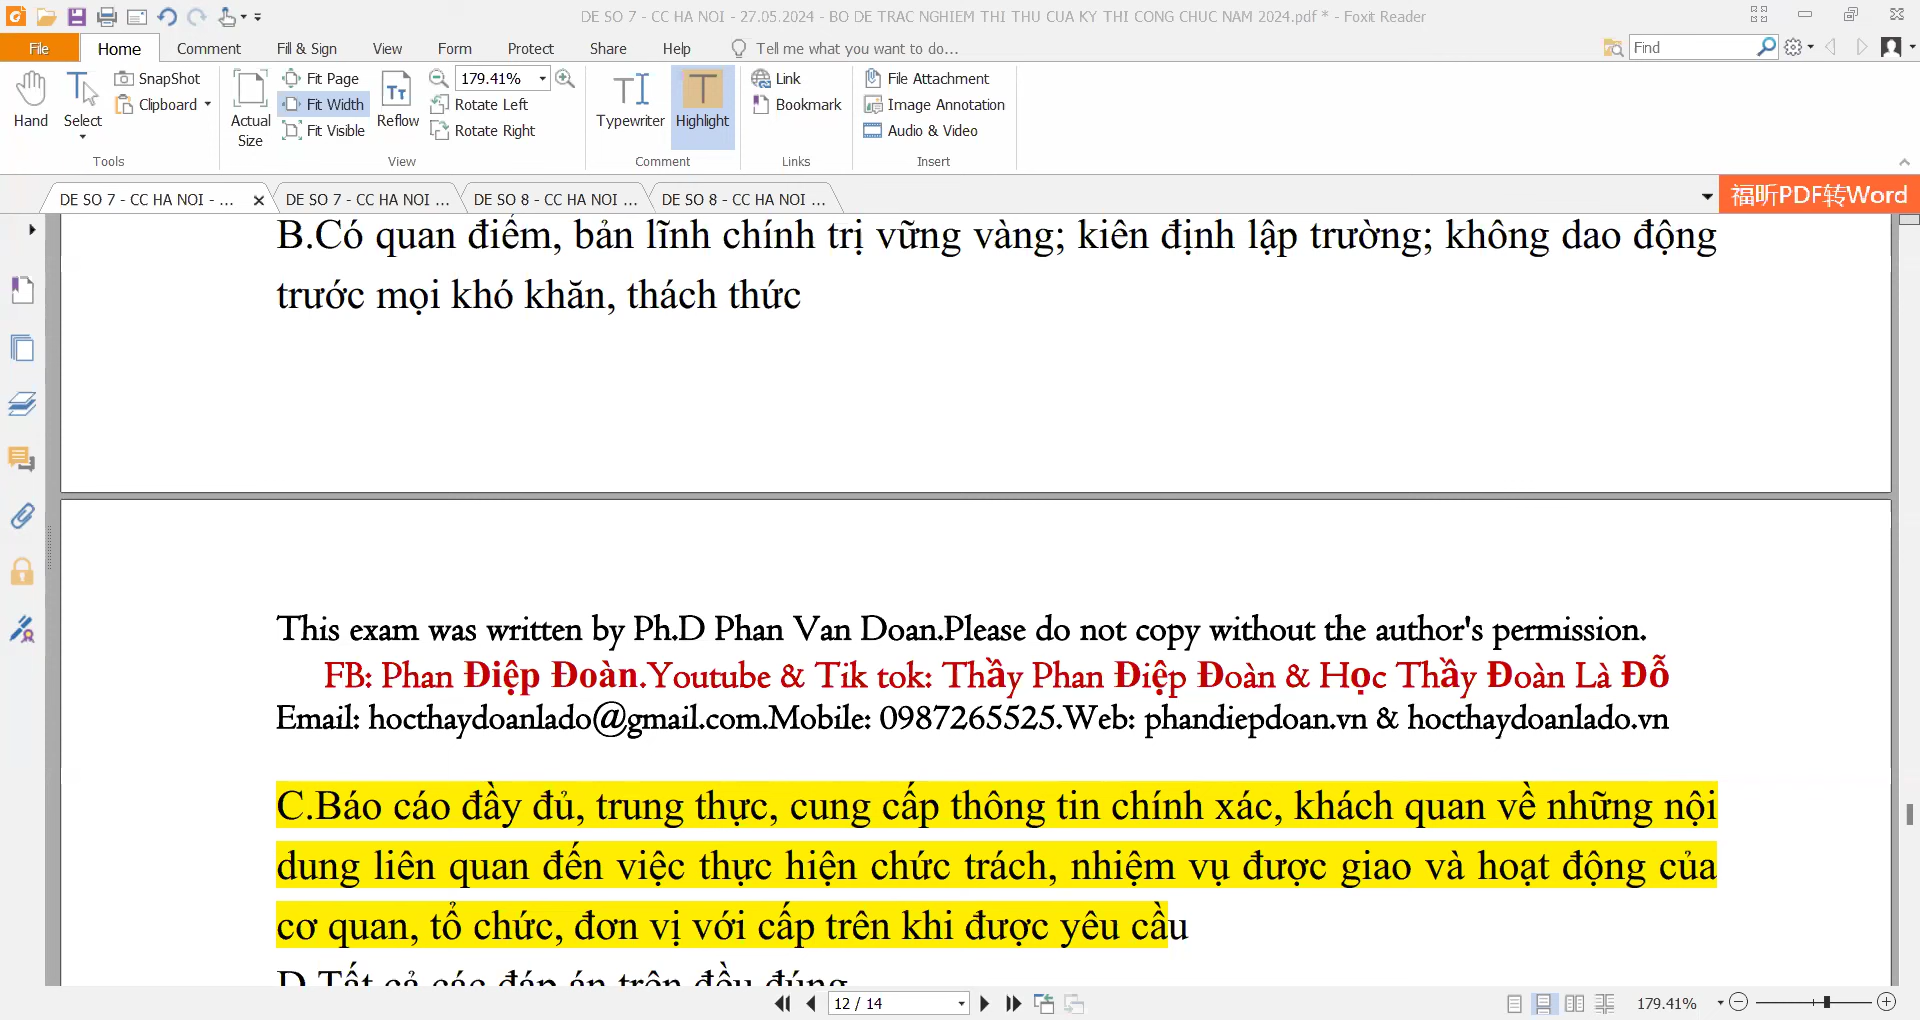 DE SO 7 - CC HA NOI - 27.05.2024 - BO DE TRAC NGHIEM THI THU CUA KY THI CONG CHUC NAM 2024.pdf * - Foxit Reader
File Home Comment Fill & Sign View Form Protect Share Help Tell me what you want to do... Find
Hand
Select
SnapShot
Clipboard
Tools
Actual Size
Fit Page
Fit Width
Fit Visible
Reflow
179.41%
Rotate Left
Rotate Right
View
Typewriter
Highlight
Comment
Link
Bookmark
Links
File Attachment
Image Annotation
Audio & Video
Insert
DE SO 7 - CC HA NOI - ... DE SO 7 - CC HA NOI ... DE SO 8 - CC HA NOI ... DE SO 8 - CC HA NOI ... 福昕PDF转Word
B.Có quan điểm, bản lĩnh chính trị vững vàng; kiên định lập trường; không dao động
trước mọi khó khăn, thách thức
This exam was written by Ph.D Phan Van Doan.Please do not copy without the author's permission.
FB: Phan Điệp Đoàn.Youtube & Tik tok: Thầy Phan Điệp Đoàn & Học Thầy Đoàn Là Đỗ
Email: hocthaydoanlado@gmail.com.Mobile: 0987265525.Web: phandiepdoan.vn & hocthaydoanlado.vn
C.Báo cáo đầy đủ, trung thực, cung cấp thông tin chính xác, khách quan về những nội
dung liên quan đến việc thực hiện chức trách, nhiệm vụ được giao và hoạt động của
cơ quan, tổ chức, đơn vị với cấp trên khi được yêu cầu
D.Tất cả các đáp án trên đều đúng
12 / 14 179.41%